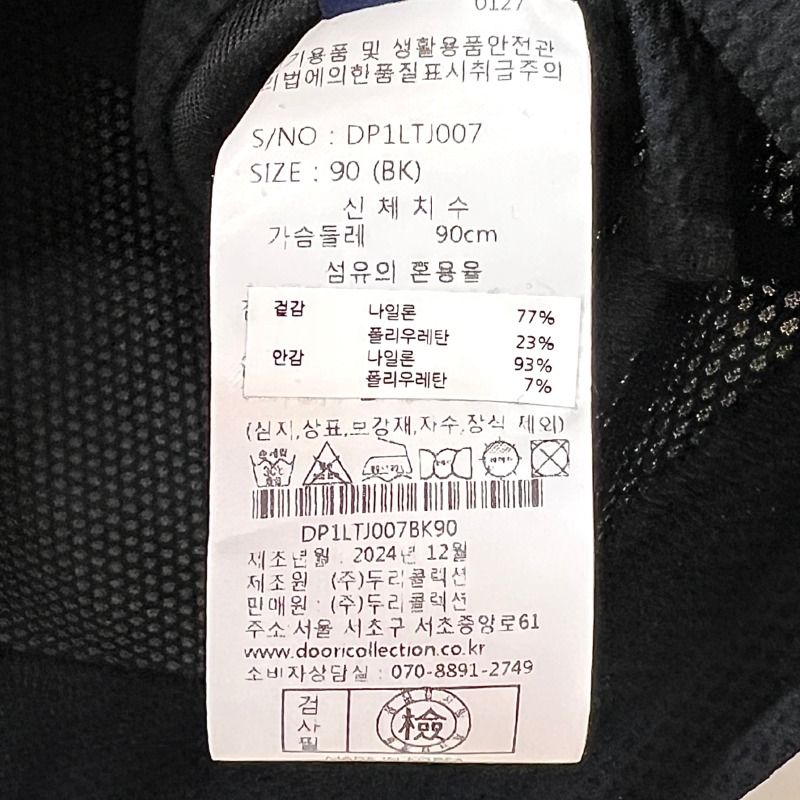 0127
기용품 및 생활용품안전관
리법에의한품질표시취급주의
S/NO : DP1LTJ007
SIZE : 90 (BK)
신 체 치 수
가슴둘레 90cm
섬유의 혼용율
겉감 나일론 77%
폴리우레탄 23%
안감 나일론 93%
폴리우레탄 7%
(심지,상표,보강재,자수,장식 제외)
DP1LTJ007BK90
제조년월 : 2024년 12월
제조원 : (주)두리콜렉션
판매원 : (주)두리콜렉션
주소:서울 서초구 서초중앙로61
www.dooricollection.co.kr
소비자상담실 : 070-8891-2749
검
사
필
檢
MADE IN KOREA